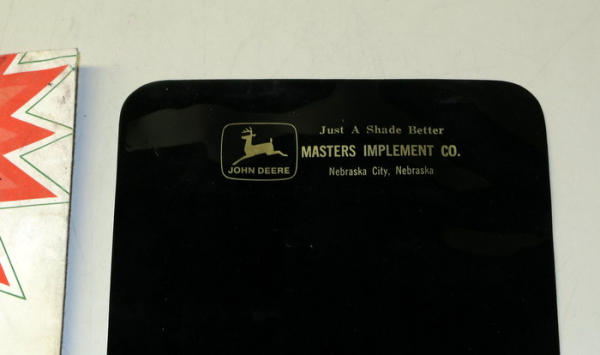 Just A Shade Better
MASTERS IMPLEMENT CO.
Nebraska City, Nebraska
JOHN DEERE